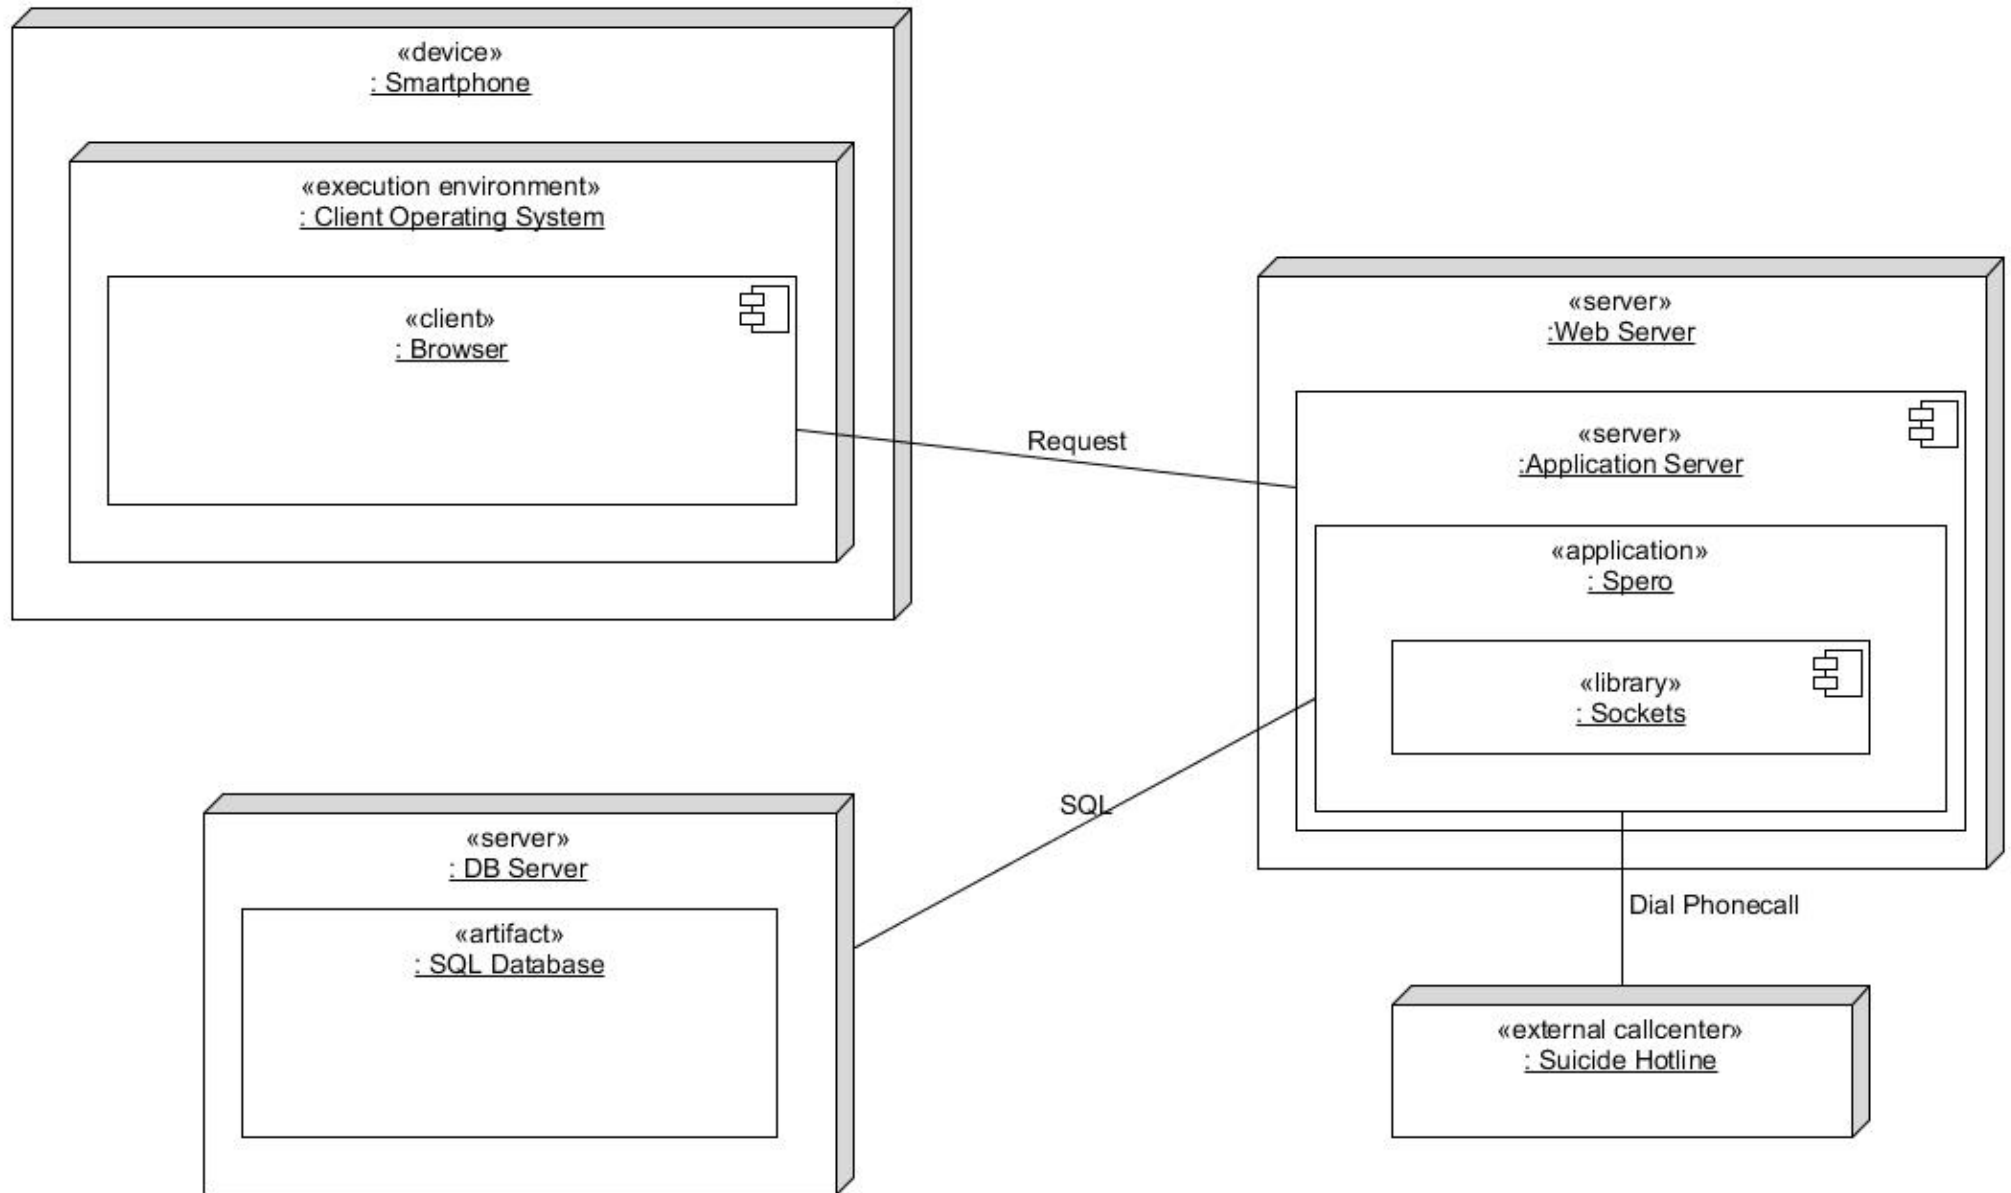 «device»
: Smartphone
«execution environment»
: Client Operating System
«client»
: Browser
Request
«server»
:Web Server
«server»
:Application Server
«application»
: Spero
«library»
: Sockets
SQL
«server»
: DB Server
«artifact»
: SQL Database
Dial Phonecall
«external callcenter»
: Suicide Hotline